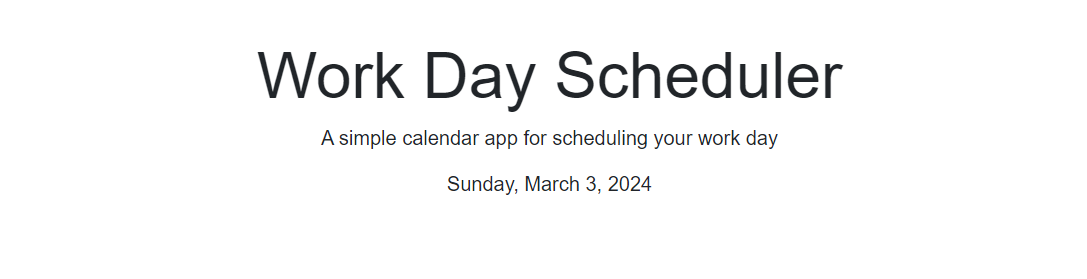 Work Day Scheduler
A simple calendar app for scheduling your work day
Sunday, March 3, 2024